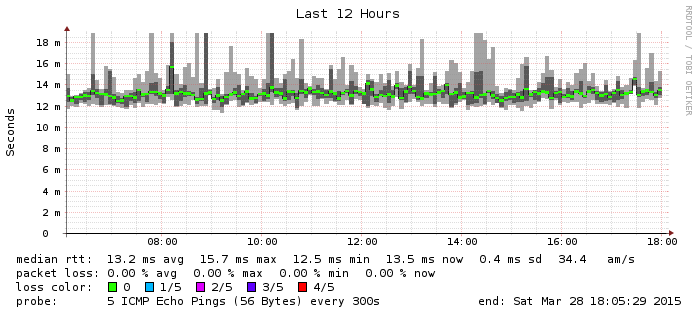 Last 12 Hours
RRDTOOL / TOBI OETIKER
Seconds
18 m
16 m
14 m
12 m
10 m
8 m
6 m
4 m
2 m
0
08:00 10:00 12:00 14:00 16:00 18:00
median rtt: 13.2 ms avg 15.7 ms max 12.5 ms min 13.5 ms now 0.4 ms sd 34.4 am/s
packet loss: 0.00 % avg 0.00 % max 0.00 % min 0.00 % now
loss color: 0 1/5 2/5 3/5 4/5
probe: 5 ICMP Echo Pings (56 Bytes) every 300s end: Sat Mar 28 18:05:29 2015